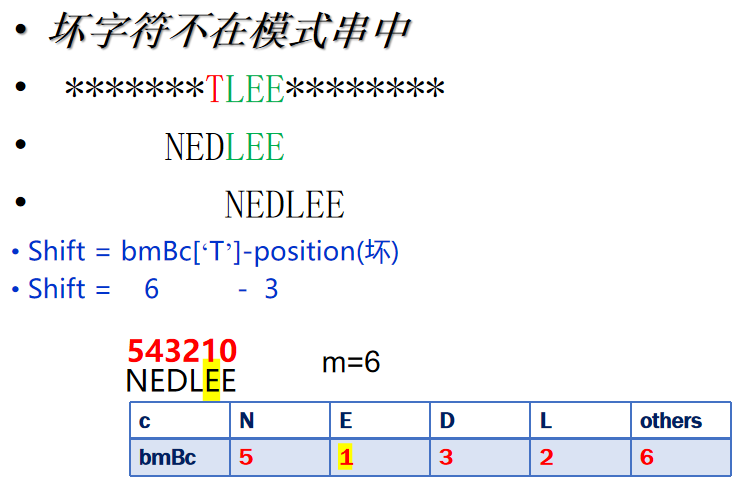 • 坏字符不在模式串中
• *******TLEE********
• NEDLEE
• NEDLEE
• Shift = bmBc[‘T’]-position(坏)
• Shift = 6 - 3
543210
NEDLEE m=6
c N E D L others
bmBc 5 1 3 2 6